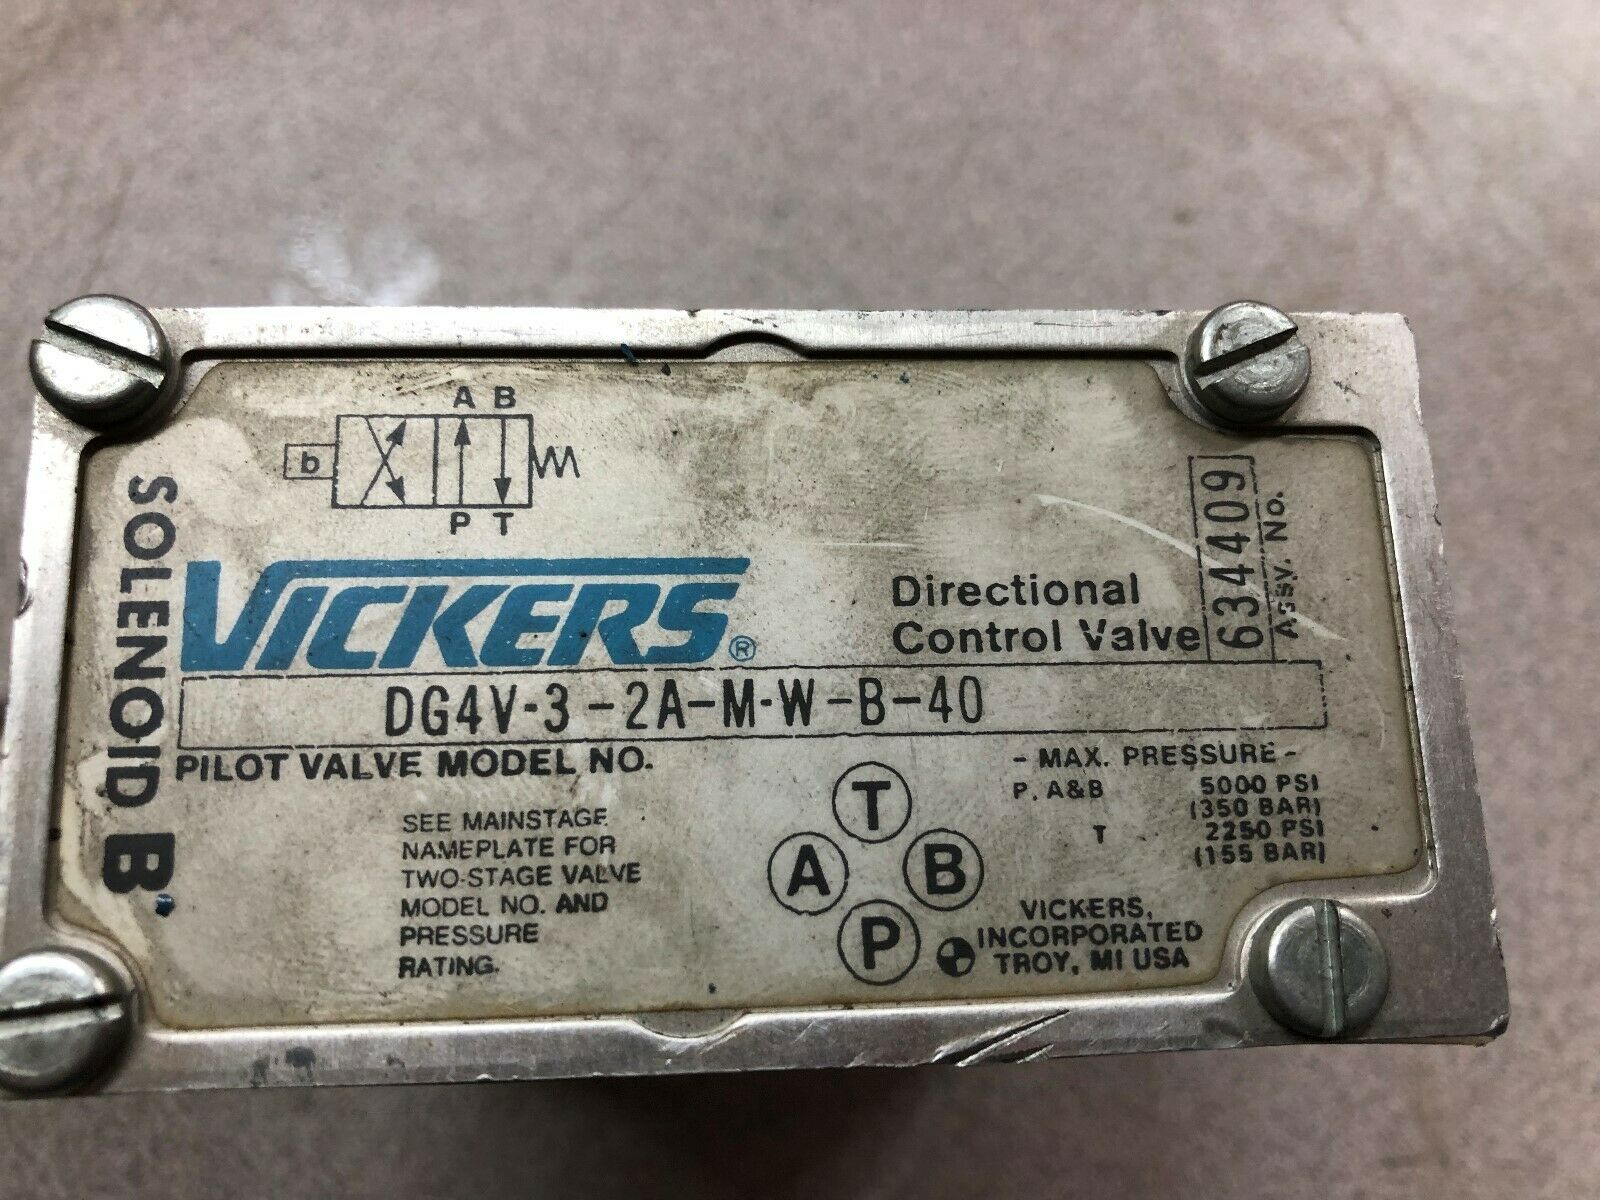 A B
b
P T
SOLENOID B
VICKERS®
Directional
Control Valve
634409
Assy. No.
DG4V-3-2A-M-W-B-40
PILOT VALVE MODEL NO.
SEE MAINSTAGE
NAMEPLATE FOR
TWO-STAGE VALVE
MODEL NO. AND
PRESSURE
RATING.
T
A B
P
- MAX. PRESSURE -
P, A&B 5000 PSI
(350 BAR)
T 2250 PSI
(155 BAR)
VICKERS,
INCORPORATED
TROY, MI USA